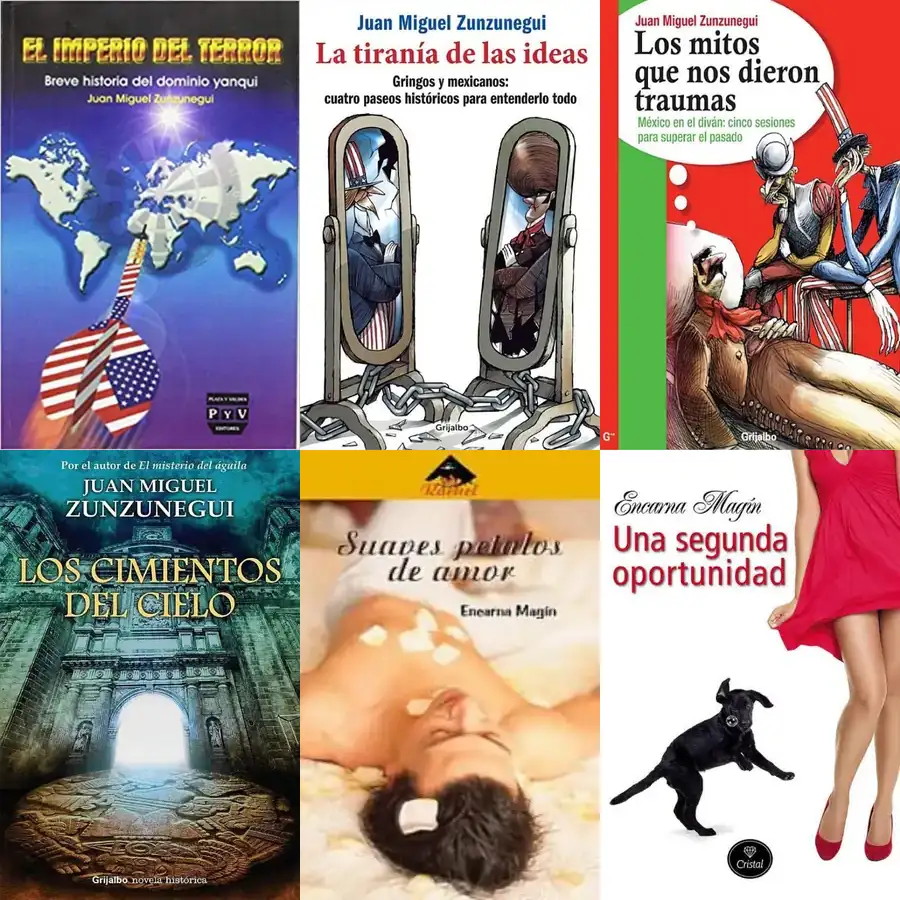 EL IMPERIO DEL TERROR
Breve historia del dominio yanqui
Juan Miguel Zunzunegui
PLAZA Y VALDES
P Y V
EDITORES
Juan Miguel Zunzunegui
La tiranía de las ideas
Gringos y mexicanos:
cuatro paseos históricos para entenderlo todo
Grijalbo
Juan Miguel Zunzunegui
Los mitos
que nos dieron
traumas
México en el diván: cinco sesiones
para superar el pasado
G
Grijalbo
Por el autor de El misterio del águila
JUAN MIGUEL
ZUNZUNEGUI
LOS CIMIENTOS
DEL CIELO
Grijalbo novela histórica
Suaves petalos
de amor
Encarna Magín
Encarna Magín
Una segunda
oportunidad
Cristal